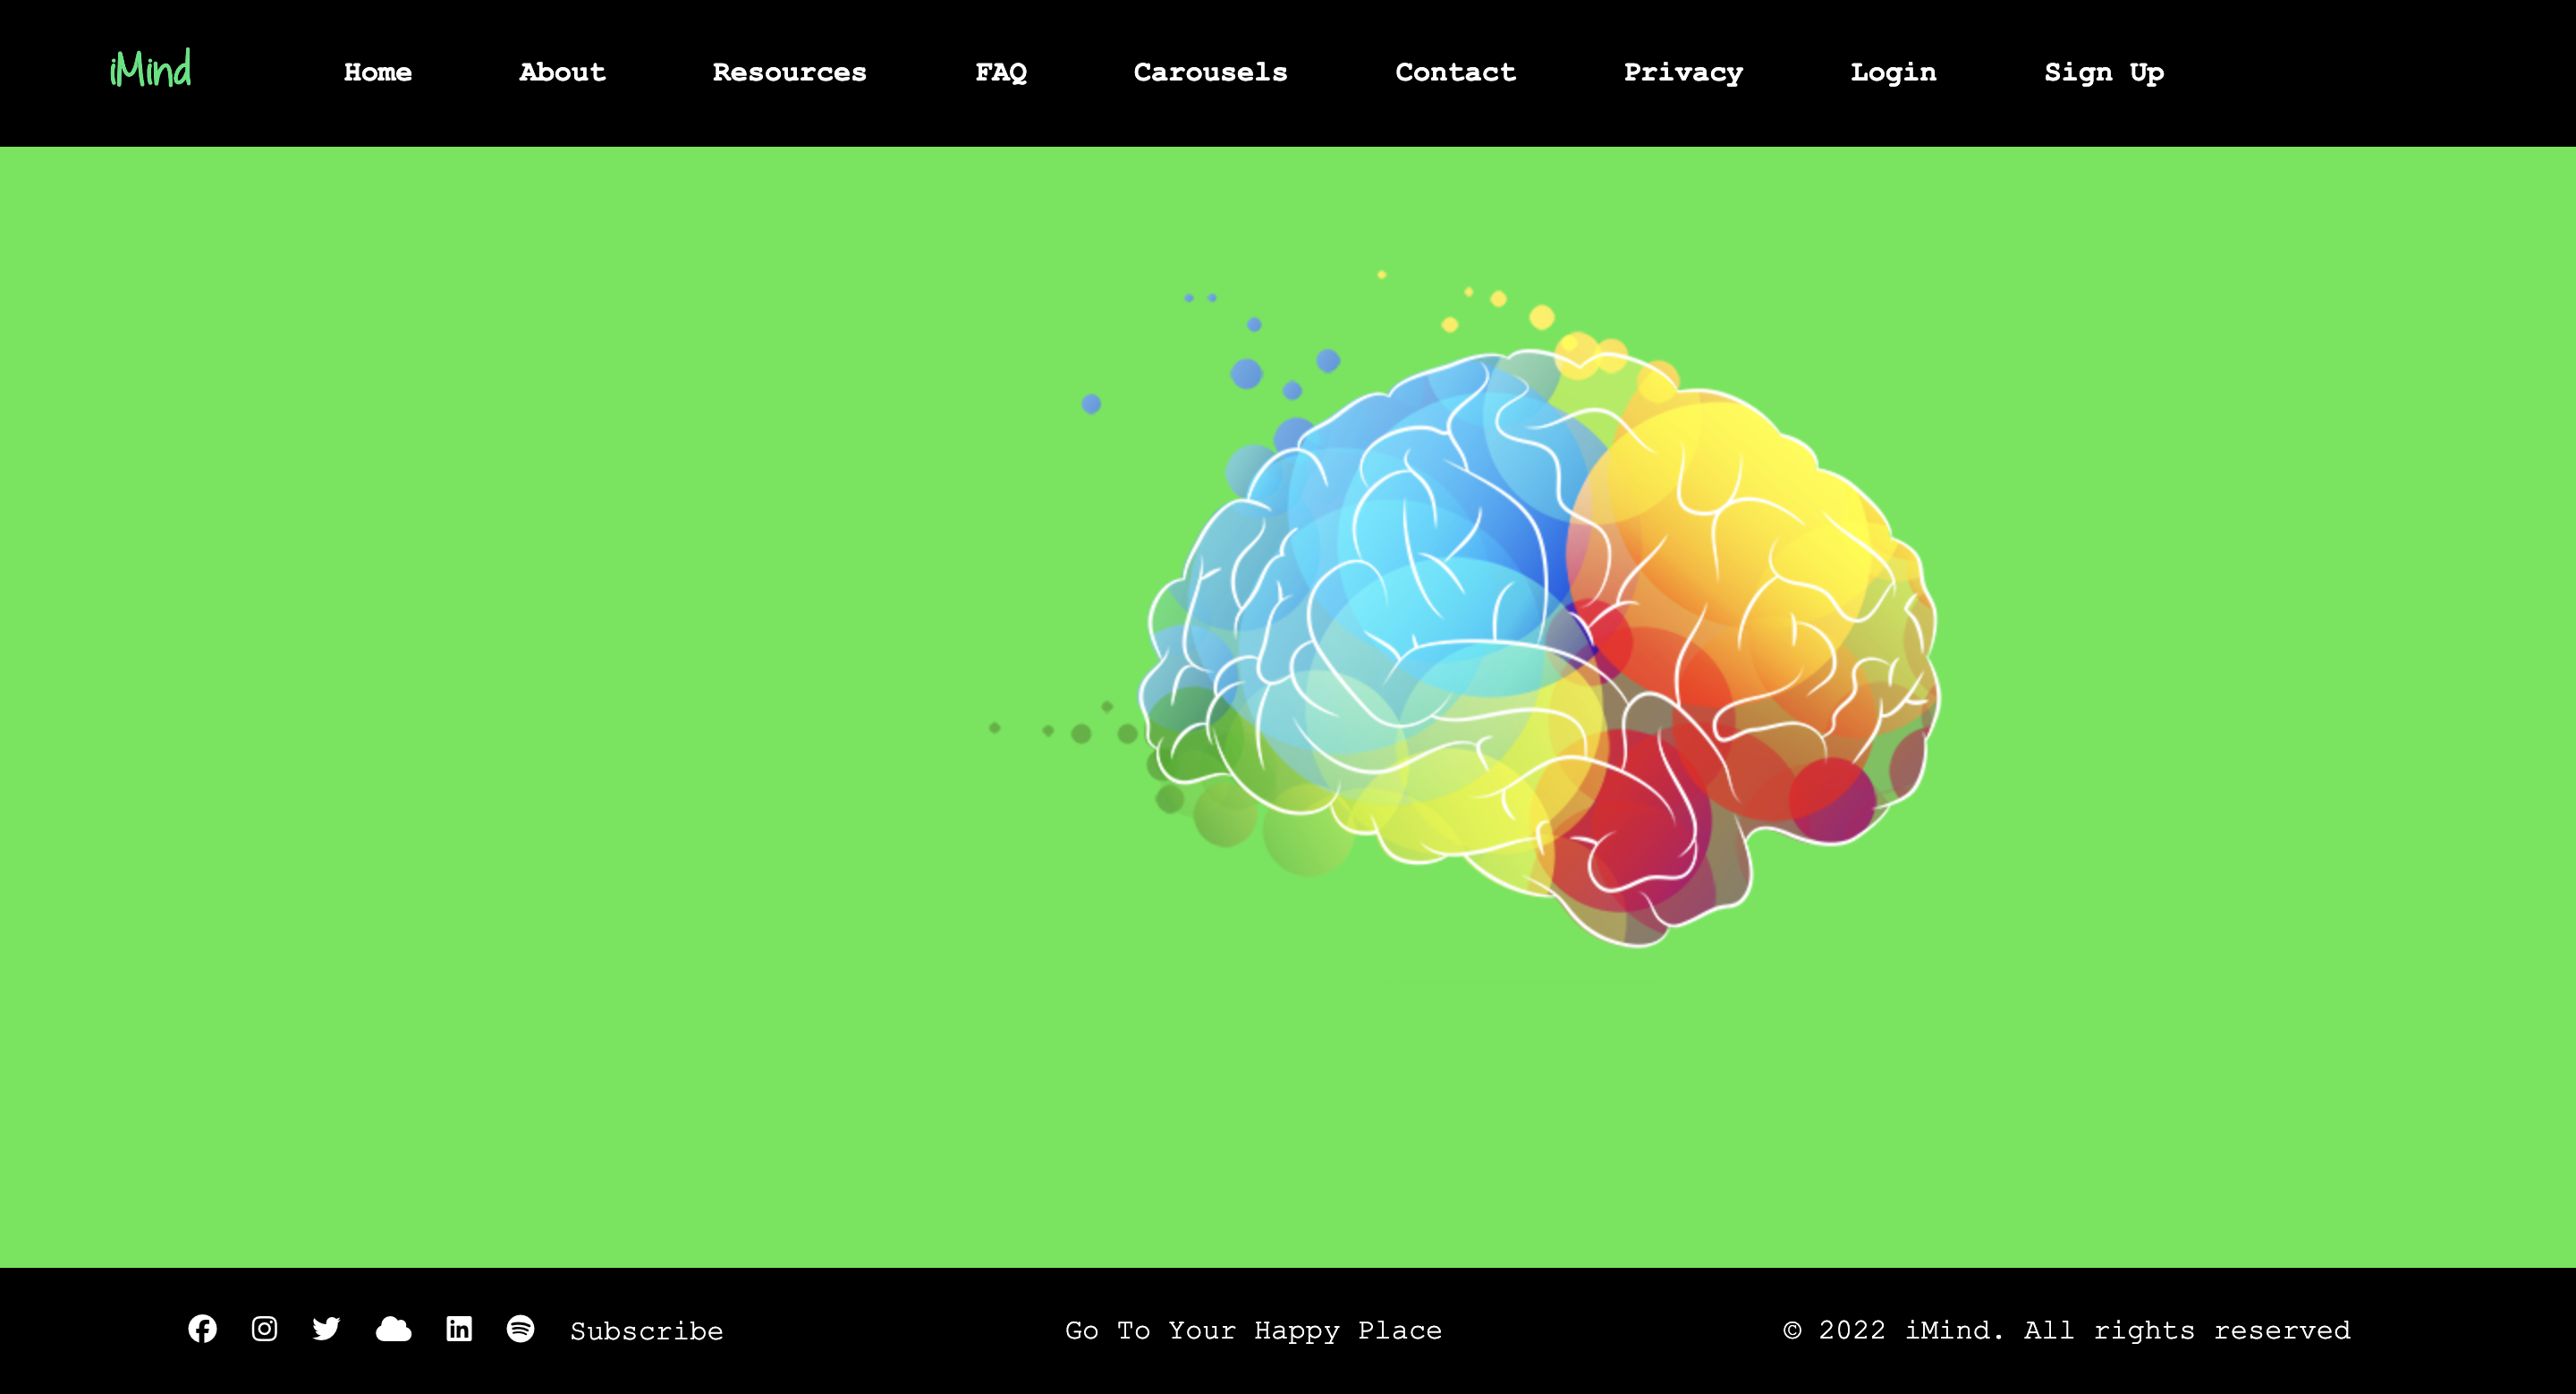 iMind Home About Resources FAQ Carousels Contact Privacy Login Sign Up
Subscribe Go To Your Happy Place © 2022 iMind. All rights reserved